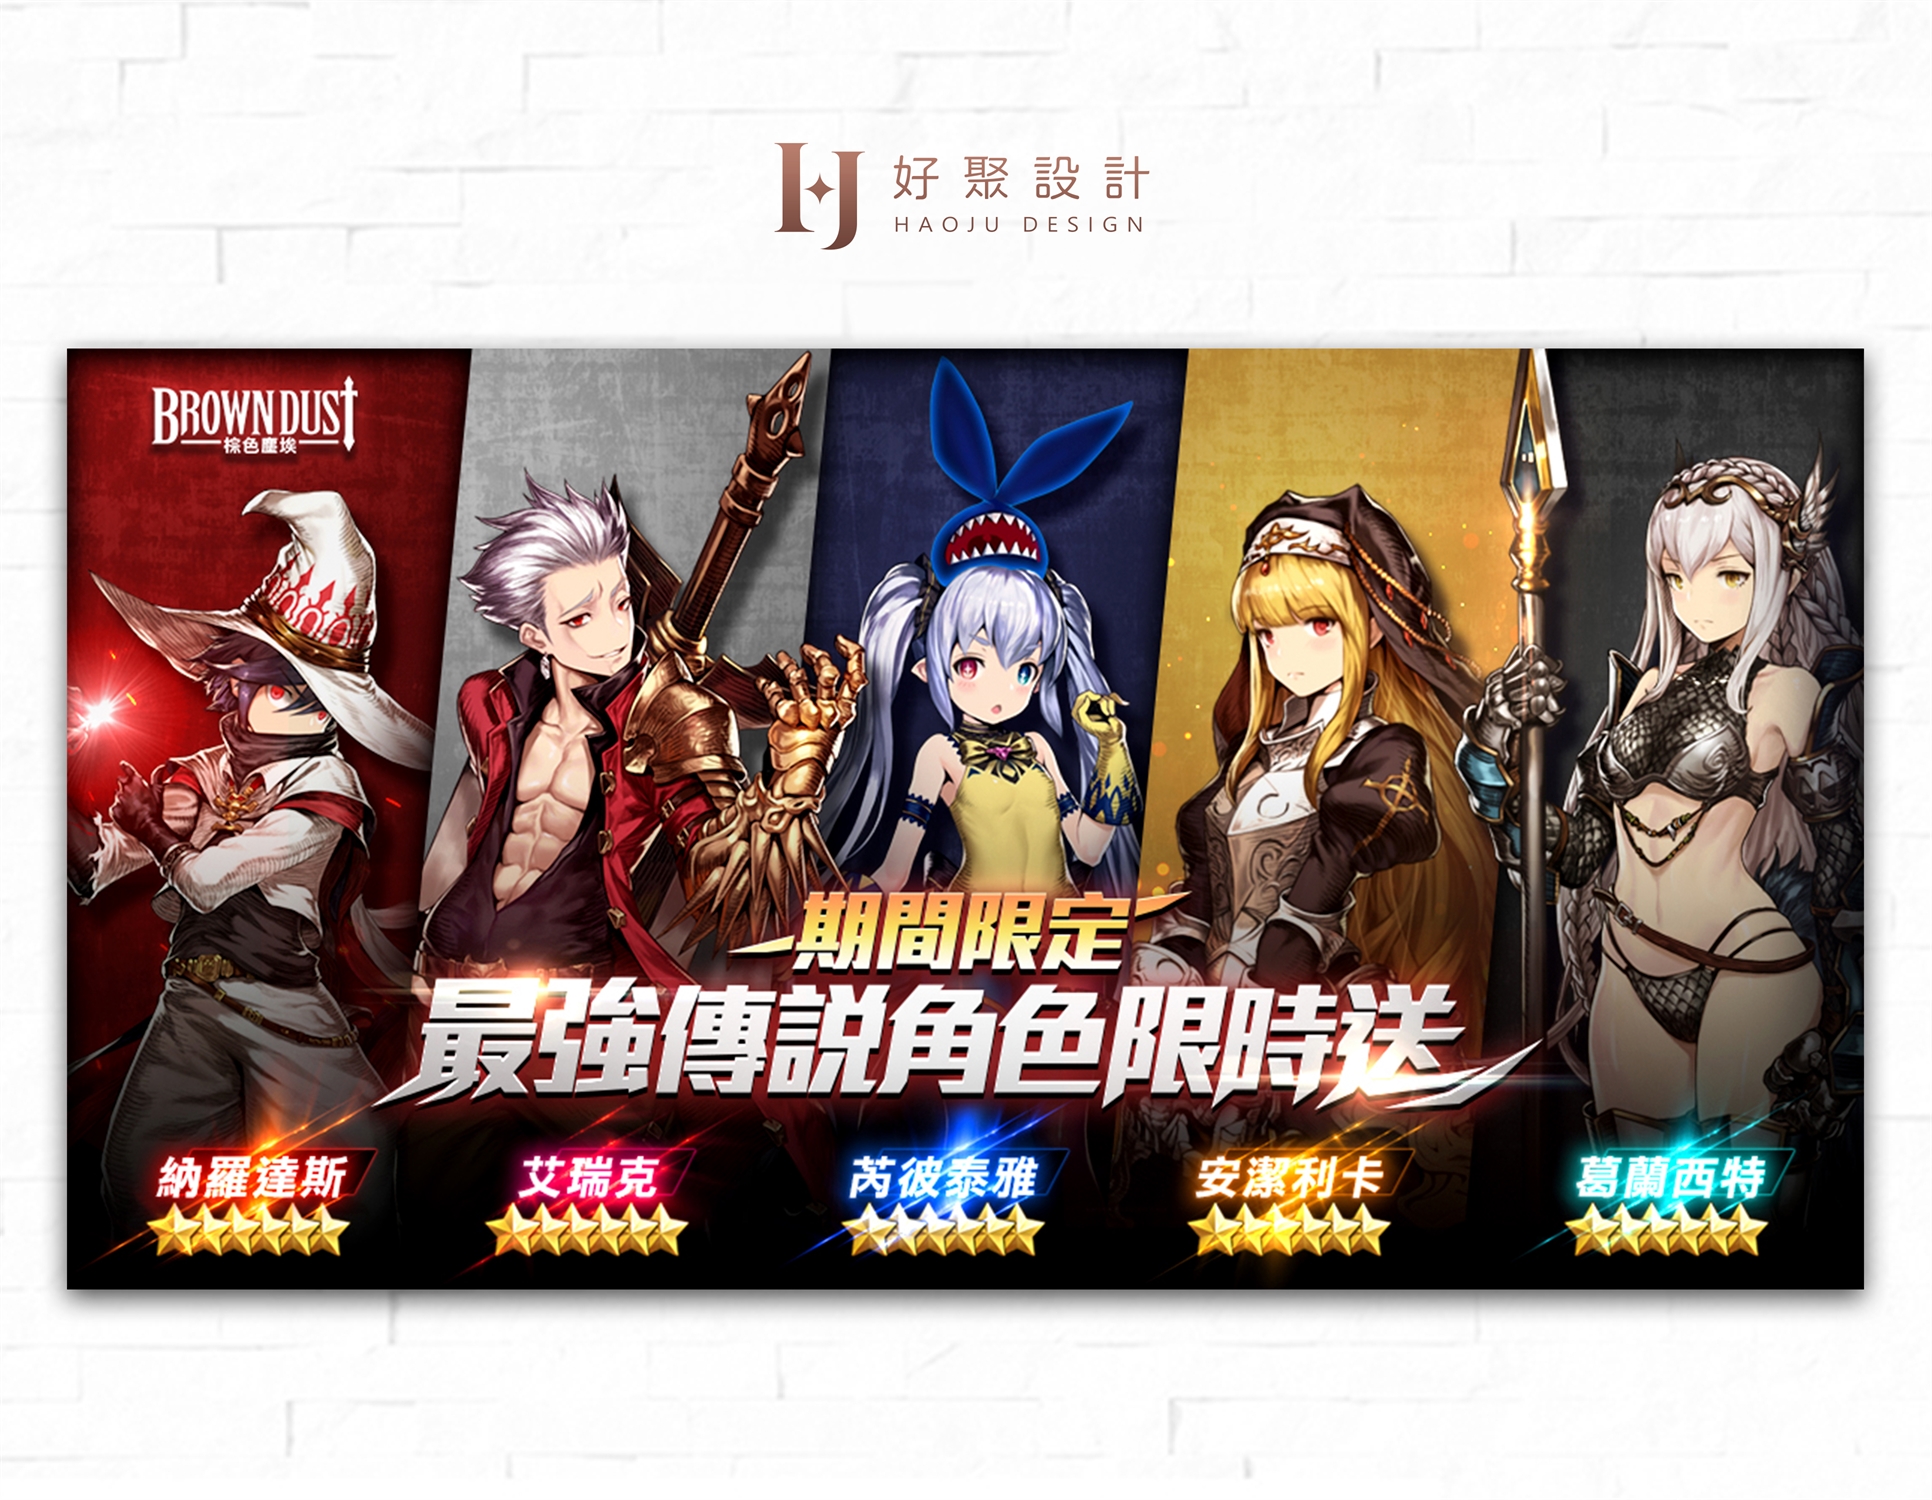 好聚設計
HAOJU DESIGN
BROWN DUST
棕色塵埃
期間限定
最強傳説角色限時送
納羅達斯
艾瑞克
芮彼泰雅
安潔利卡
葛蘭西特